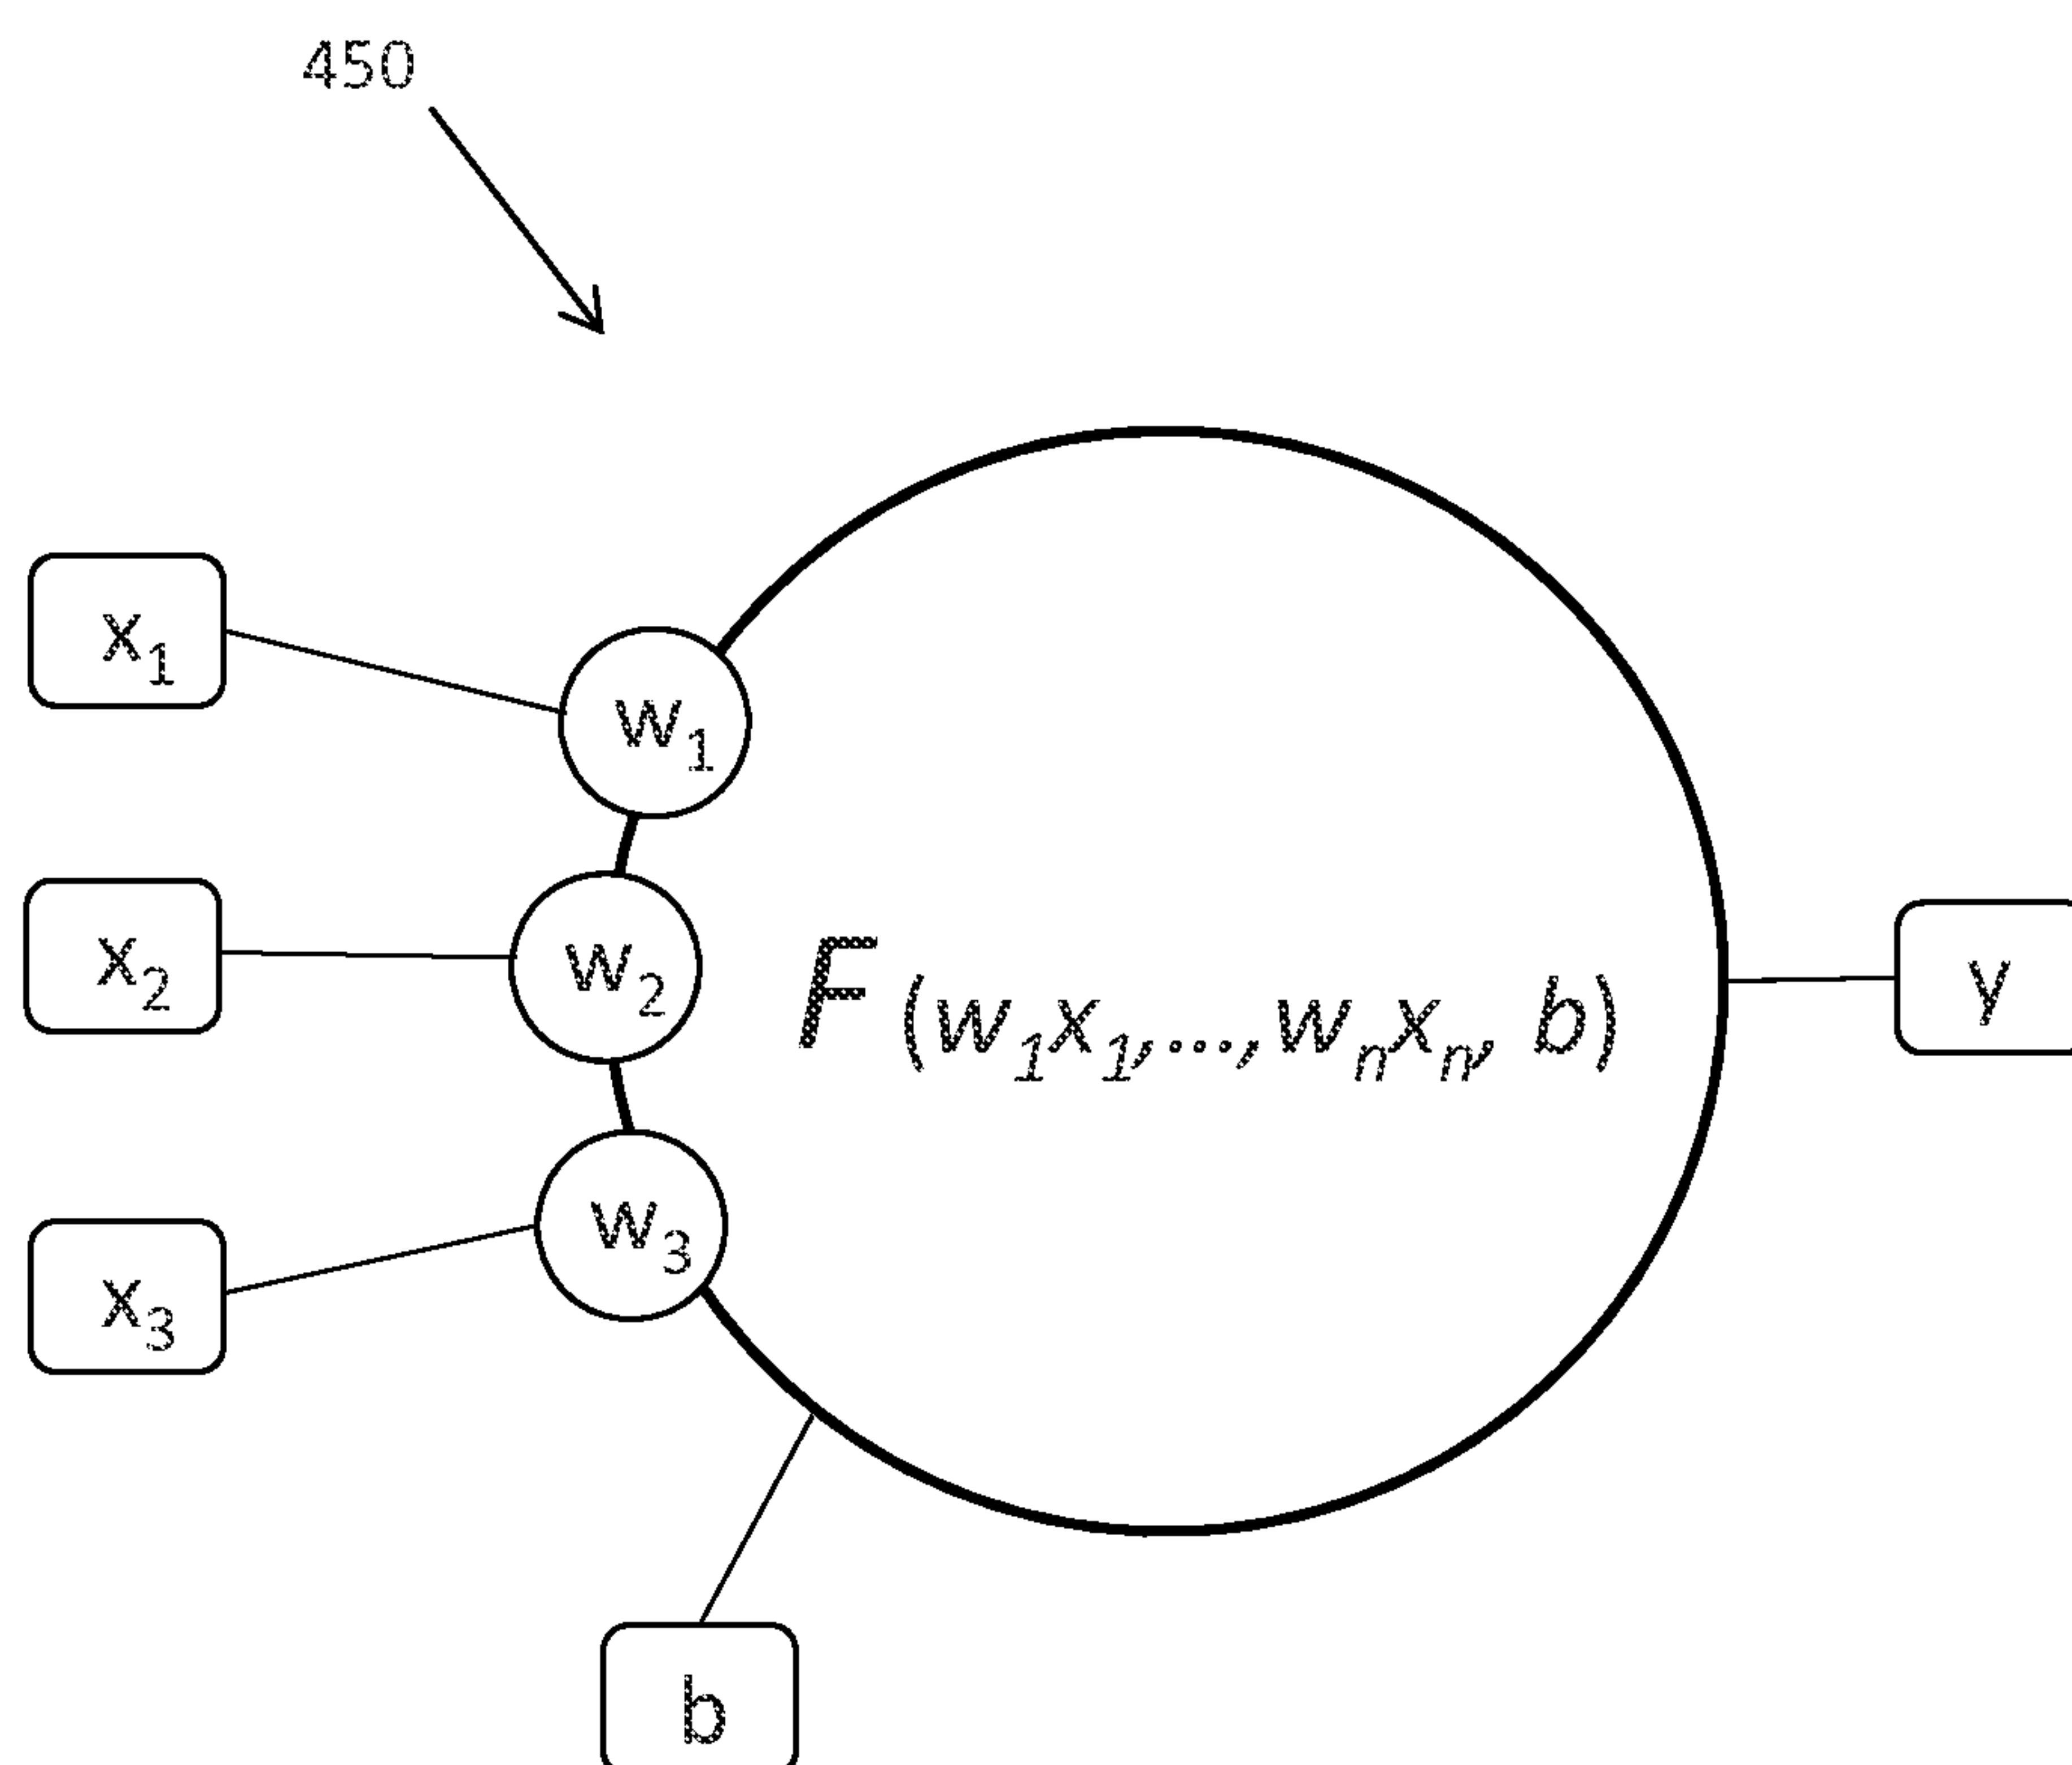 450
x₁
w₁
x₂
w₂
F (w₁x₁,...,wₙxₙ, b)
y
x₃
w₃
b